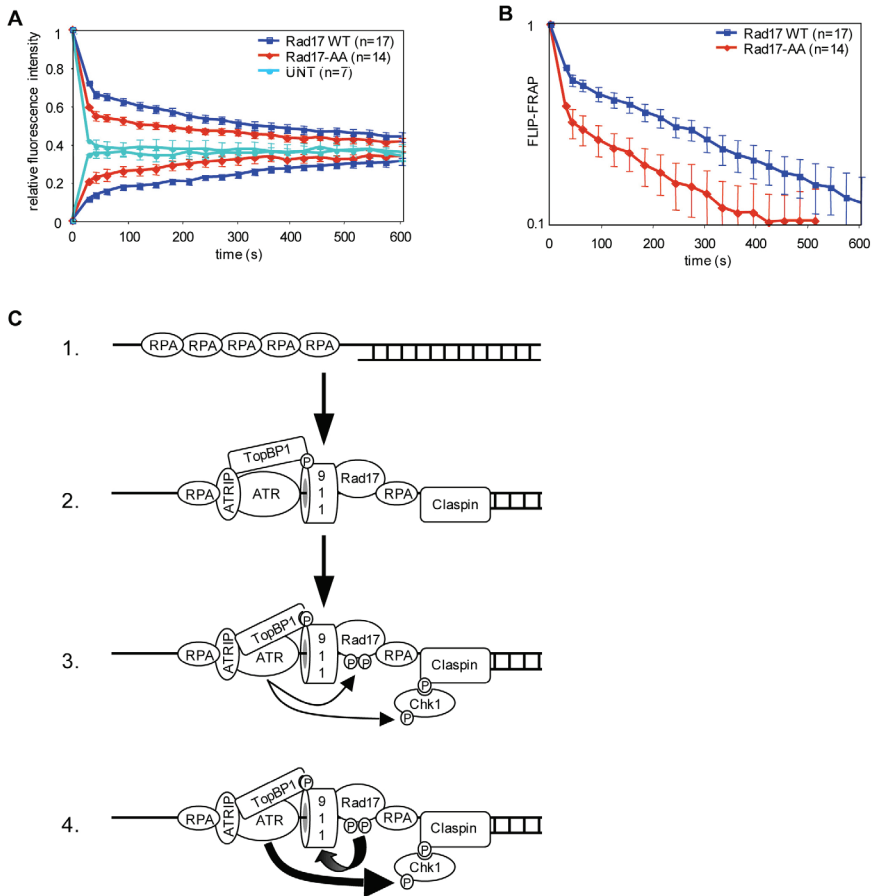 A
relative fluorescence intensity
1
0.8
0.6
0.4
0.2
0
0 100 200 300 400 500 600
time (s)
Rad17 WT (n=17)
Rad17-AA (n=14)
UNT (n=7)
B
FLIP-FRAP
1
0.1
0 100 200 300 400 500 600
time (s)
Rad17 WT (n=17)
Rad17-AA (n=14)
C
1.
RPA RPA RPA RPA RPA
2.
RPA ATRIP TopBP1 ATR P 9 1 1 Rad17 RPA Claspin
3.
RPA ATRIP TopBP1 ATR P 9 1 1 Rad17 P P RPA Claspin
P
Chk1
P
4.
RPA ATRIP TopBP1 ATR P 9 1 1 Rad17 P P RPA Claspin
P
Chk1
P